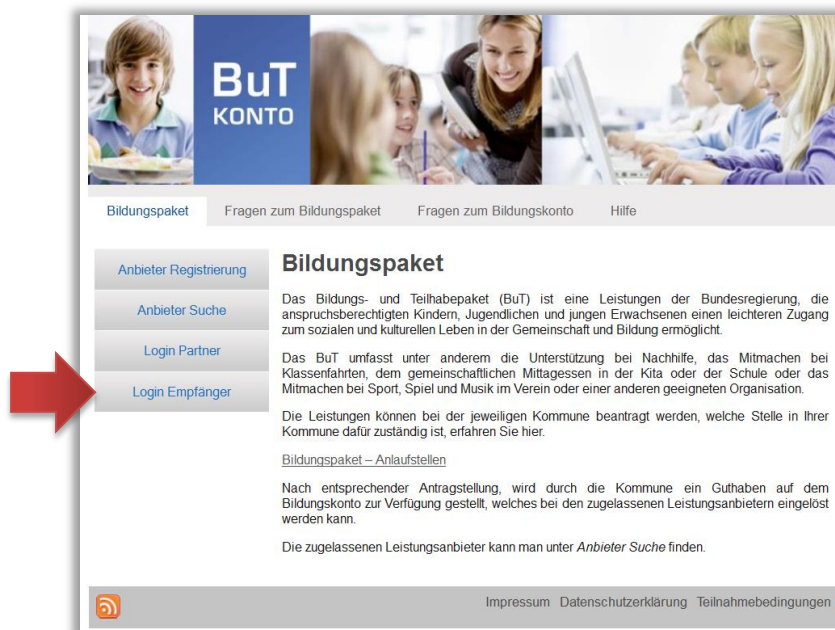 BuT
KONTO
Bildungspaket Fragen zum Bildungspaket Fragen zum Bildungskonto Hilfe
Anbieter Registrierung
Anbieter Suche
Login Partner
Login Empfänger
Bildungspaket
Das Bildungs- und Teilhabepaket (BuT) ist eine Leistungen der Bundesregierung, die
anspruchsberechtigten Kindern, Jugendlichen und jungen Erwachsenen einen leichteren Zugang
zum sozialen und kulturellen Leben in der Gemeinschaft und Bildung ermöglicht.
Das BuT umfasst unter anderem die Unterstützung bei Nachhilfe, das Mitmachen bei
Klassenfahrten, dem gemeinschaftlichen Mittagessen in der Kita oder der Schule oder das
Mitmachen bei Sport, Spiel und Musik im Verein oder einer anderen geeigneten Organisation.
Die Leistungen können bei der jeweiligen Kommune beantragt werden, welche Stelle in Ihrer
Kommune dafür zuständig ist, erfahren Sie hier.
Bildungspaket – Anlaufstellen
Nach entsprechender Antragstellung, wird durch die Kommune ein Guthaben auf dem
Bildungskonto zur Verfügung gestellt, welches bei den zugelassenen Leistungsanbietern eingelöst
werden kann.
Die zugelassenen Leistungsanbieter kann man unter Anbieter Suche finden.
Impressum Datenschutzerklärung Teilnahmebedingungen